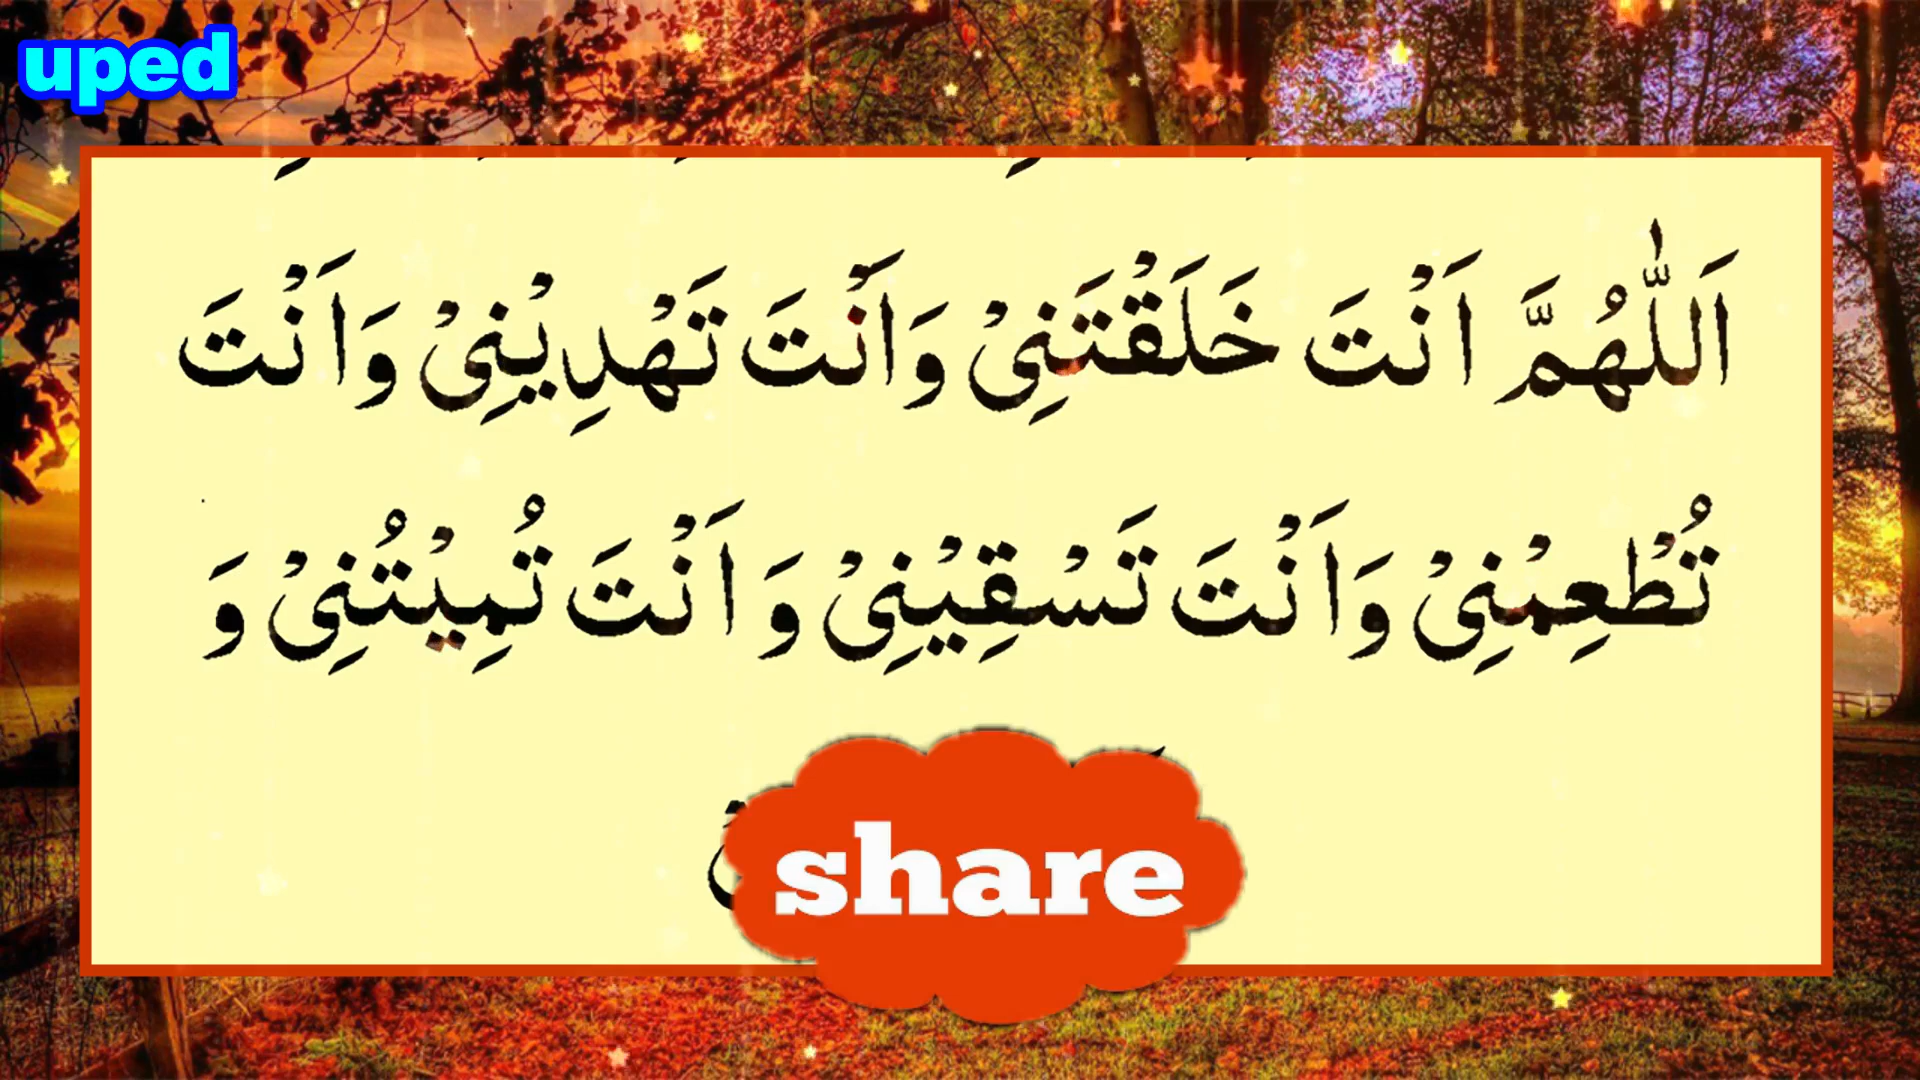 uped
اَللّٰهُمَّ اَنْتَ خَلَقْتَنِيْ وَاَنْتَ تَهْدِيْنِيْ وَاَنْتَ
تُطْعِمْنِيْ وَاَنْتَ تَسْقِيْنِيْ وَاَنْتَ تُمِيْتُنِيْ وَ
share